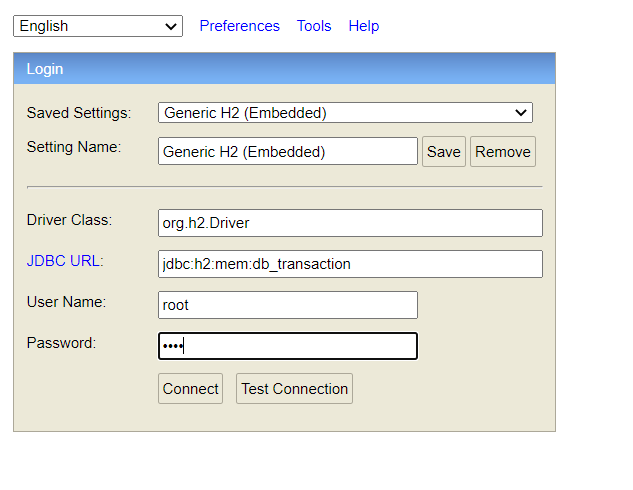 English Preferences Tools Help
Login
Saved Settings: Generic H2 (Embedded)
Setting Name: Generic H2 (Embedded) Save Remove
Driver Class: org.h2.Driver
JDBC URL: jdbc:h2:mem:db_transaction
User Name: root
Password: ••••
Connect Test Connection